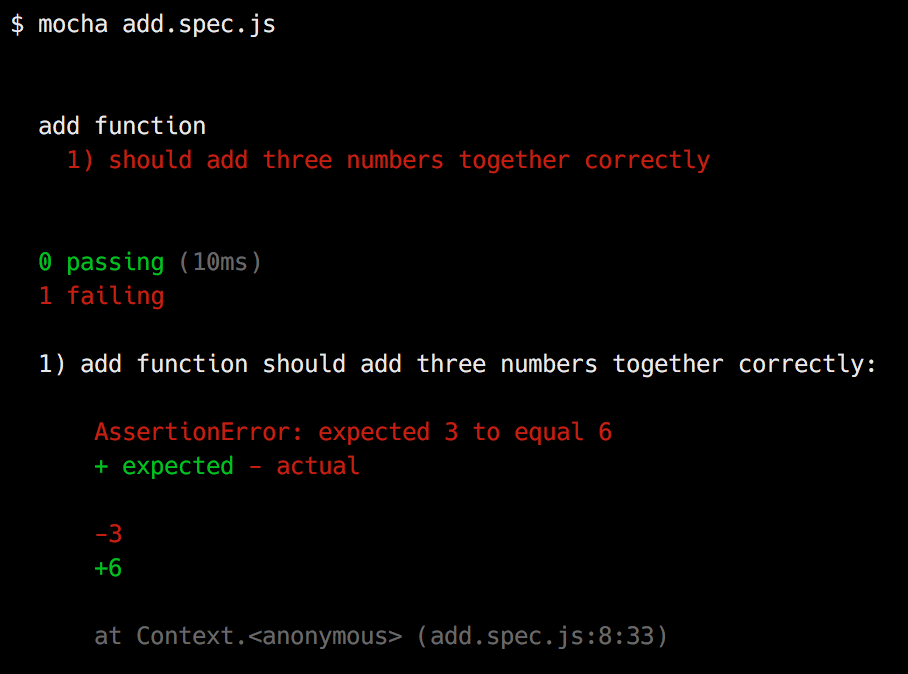 $ mocha add.spec.js
add function
1) should add three numbers together correctly
0 passing (10ms)
1 failing
1) add function should add three numbers together correctly:
AssertionError: expected 3 to equal 6
+ expected - actual
-3
+6
at Context.<anonymous> (add.spec.js:8:33)